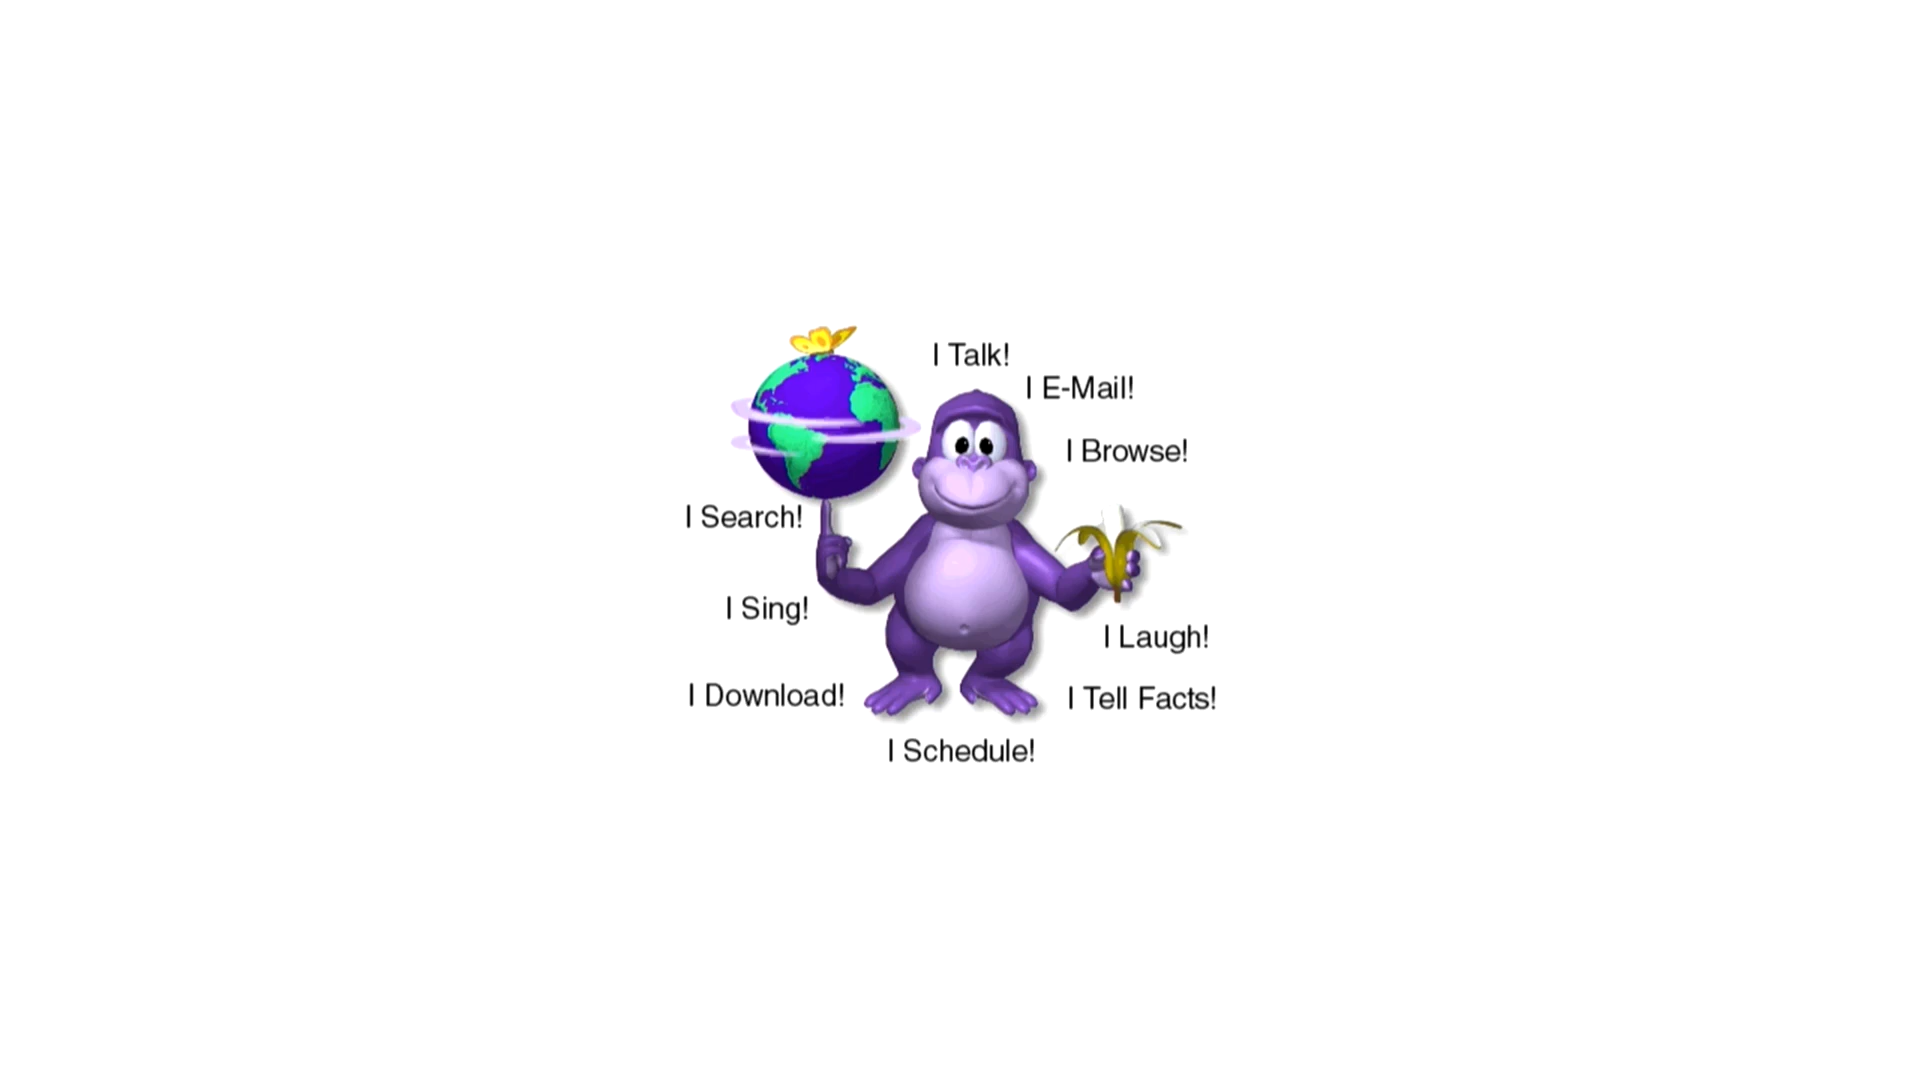 I Talk!
I E-Mail!
I Browse!
I Search!
I Sing!
I Laugh!
I Download!
I Tell Facts!
I Schedule!